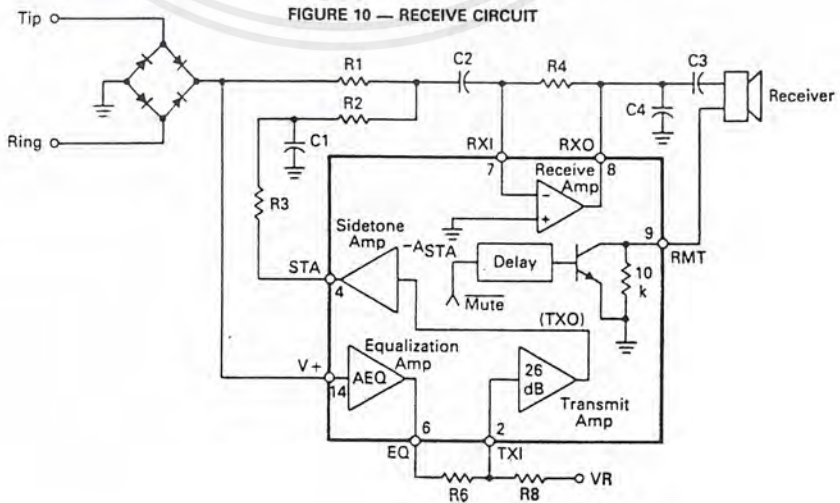 FIGURE 10 — RECEIVE CIRCUIT
Tip
Ring
R1
R2
C1
R3
C2
R4
C3
C4
Receiver
RXI
7
RXO
8
Receive
Amp
-
+
9
RMT
10
k
Delay
Mute
Sidetone
Amp
-ASTA
STA
4
(TXO)
Equalization
Amp
V+
14
AEQ
26
dB
Transmit
Amp
6
EQ
2
TXI
R6
R8
VR